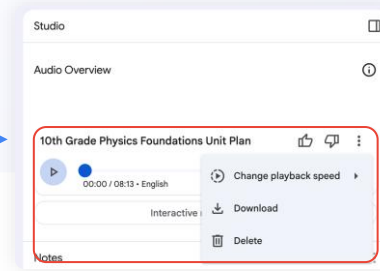 Studio
Audio Overview
10th Grade Physics Foundations Unit Plan
00:00 / 08:13 • English
Change playback speed
Interactive
Download
Delete
Notes